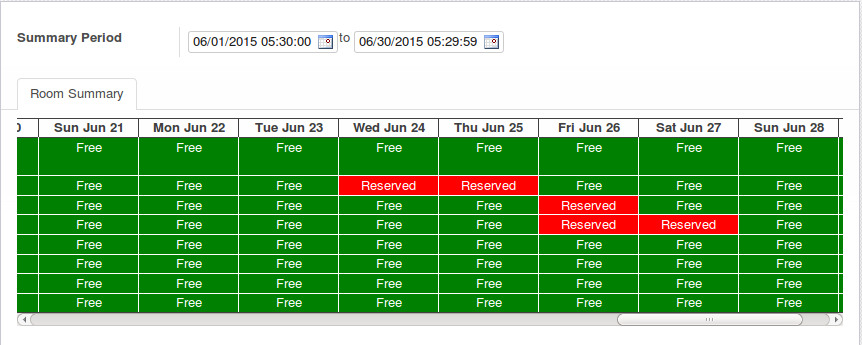 Summary Period 06/01/2015 05:30:00 to 06/30/2015 05:29:59
Room Summary
0 Sun Jun 21 Mon Jun 22 Tue Jun 23 Wed Jun 24 Thu Jun 25 Fri Jun 26 Sat Jun 27 Sun Jun 28
Free Free Free Free Free Free Free Free
Free Free Free Reserved Reserved Free Free Free
Free Free Free Free Free Reserved Free Free
Free Free Free Free Free Reserved Reserved Free
Free Free Free Free Free Free Free Free
Free Free Free Free Free Free Free Free
Free Free Free Free Free Free Free Free
Free Free Free Free Free Free Free Free